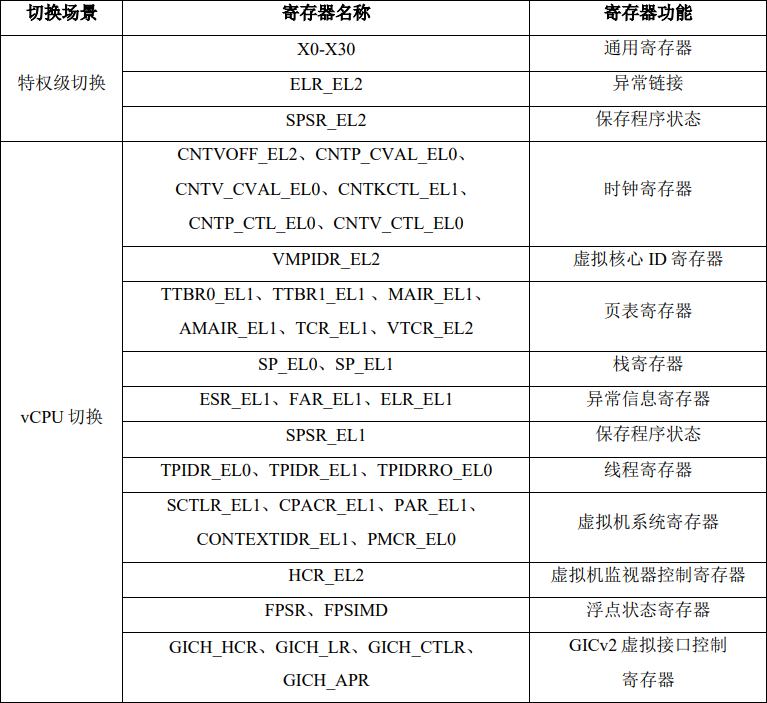 切换场景 寄存器名称 寄存器功能
特权级切换
X0-X30 通用寄存器
ELR_EL2 异常链接
SPSR_EL2 保存程序状态
vCPU 切换
CNTVOFF_EL2、CNTP_CVAL_EL0、
CNTV_CVAL_EL0、CNTKCTL_EL1、
CNTP_CTL_EL0、CNTV_CTL_EL0
时钟寄存器
VMPIDR_EL2 虚拟核心 ID 寄存器
TTBR0_EL1、TTBR1_EL1 、MAIR_EL1、
AMAIR_EL1、TCR_EL1、VTCR_EL2
页表寄存器
SP_EL0、SP_EL1 栈寄存器
ESR_EL1、FAR_EL1、ELR_EL1 异常信息寄存器
SPSR_EL1 保存程序状态
TPIDR_EL0、TPIDR_EL1、TPIDRRO_EL0 线程寄存器
SCTLR_EL1、CPACR_EL1、PAR_EL1、
CONTEXTIDR_EL1、PMCR_EL0
虚拟机系统寄存器
HCR_EL2 虚拟机监视器控制寄存器
FPSR、FPSIMD 浮点状态寄存器
GICH_HCR、GICH_LR、GICH_CTLR、
GICH_APR
GICv2 虚拟接口控制
寄存器